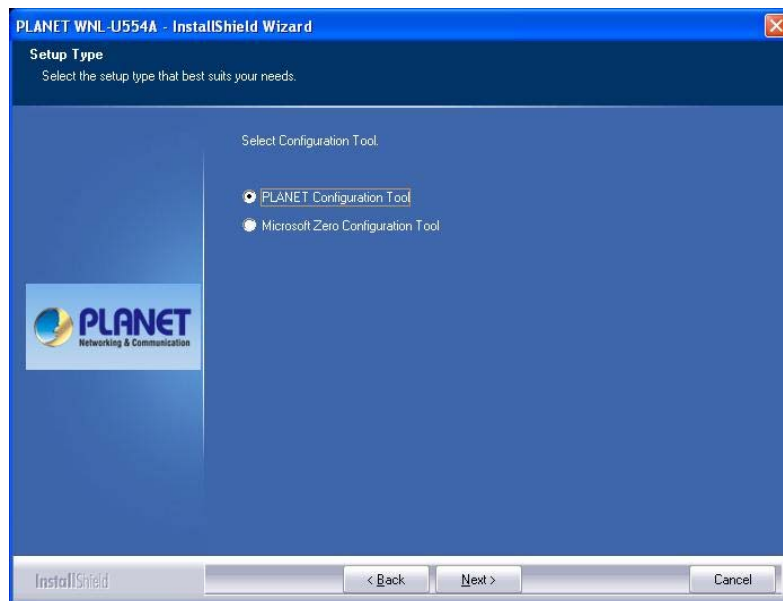 PLANET WNL-U554A - InstallShield Wizard
Setup Type
Select the setup type that best suits your needs.
Select Configuration Tool.
PLANET Configuration Tool
Microsoft Zero Configuration Tool
PLANET
Networking & Communication
InstallShield
< Back
Next >
Cancel